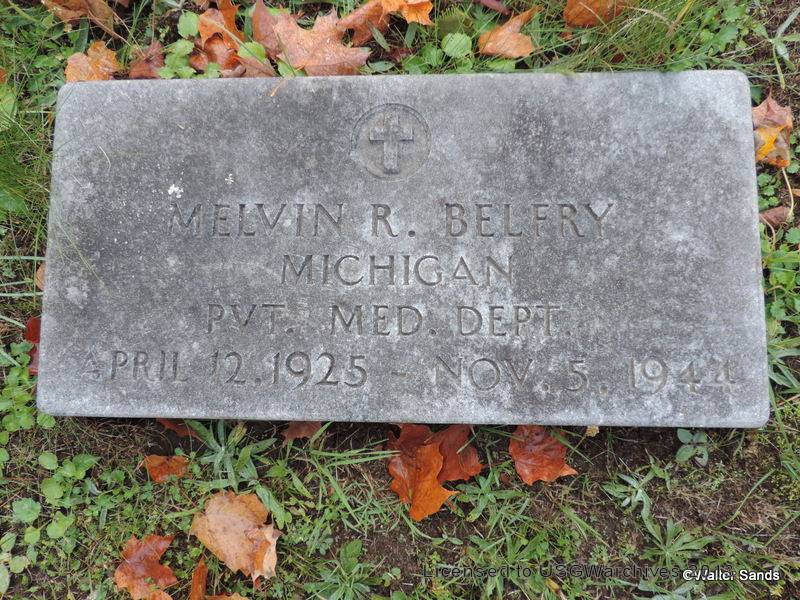 MELVIN R. BELFRY
MICHIGAN
PVT. MED. DEPT.
APRIL 12, 1925 - NOV. 5, 1944
Licensed to USGWarchives
©Walter Sands